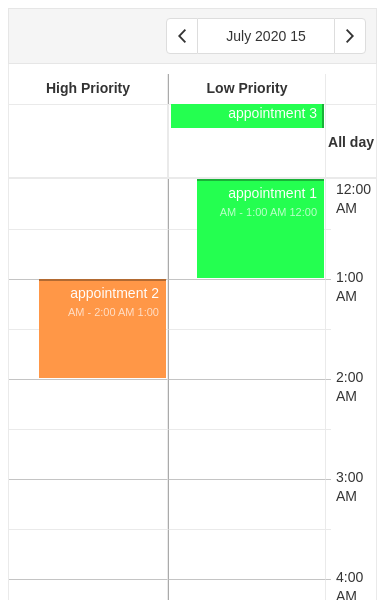 July 2020 15
High Priority
Low Priority
appointment 3
All day
12:00
AM
appointment 1
AM - 1:00 AM 12:00
1:00
AM
appointment 2
AM - 2:00 AM 1:00
2:00
AM
3:00
AM
4:00
AM